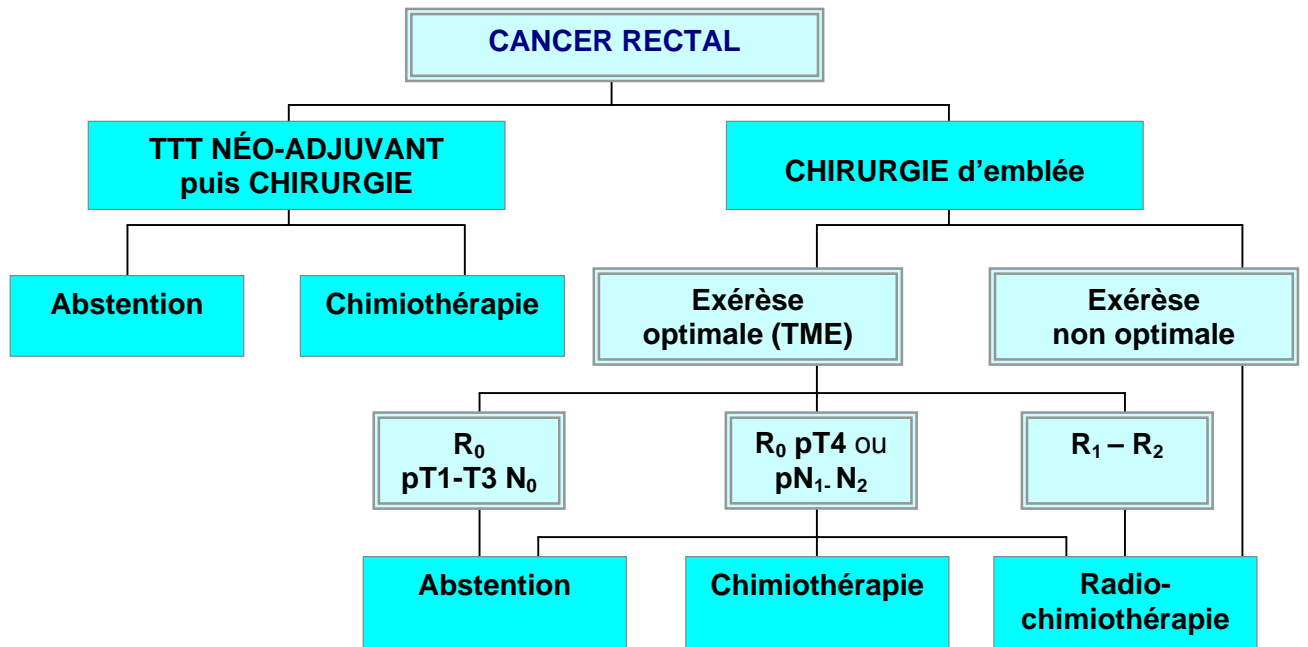 CANCER RECTAL
TTT NÉO-ADJUVANT
puis CHIRURGIE
CHIRURGIE d'emblée
Abstention
Chimiothérapie
Exérèse
optimale (TME)
Exérèse
non optimale
R₀
pT1-T3 N₀
R₀ pT4 ou
pN₁₋ N₂
R₁ – R₂
Abstention
Chimiothérapie
Radio-
chimiothérapie